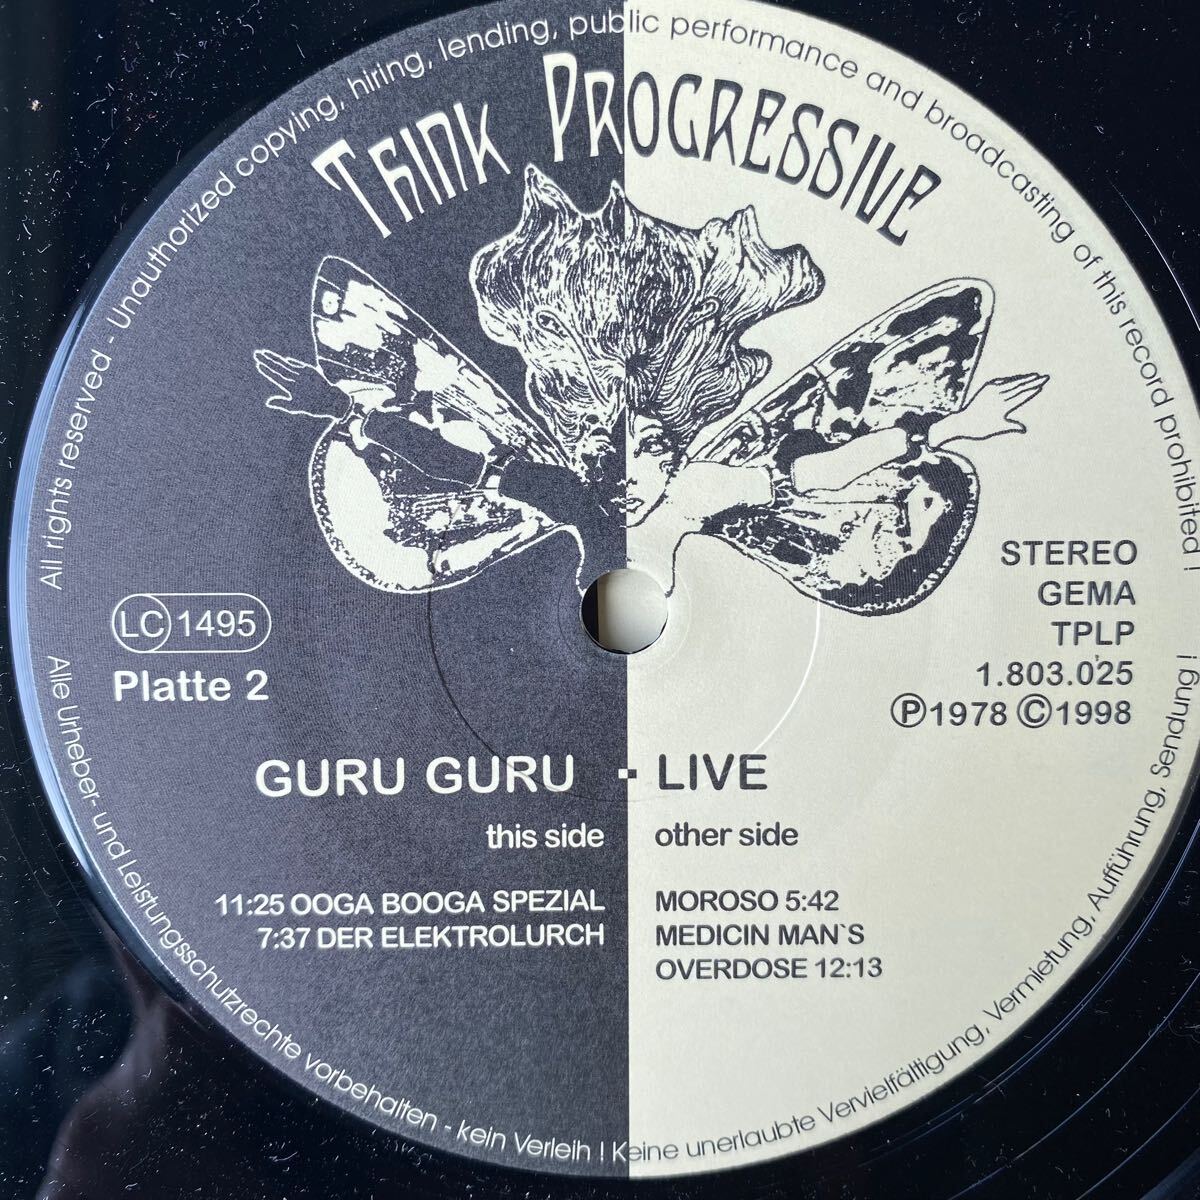 All rights reserved - Unauthorized copying, hiring, lending, public performance and broadcasting of this record prohibited !
THINK PROGRESSIVE
STEREO
GEMA
TPLP
1.803.025
Ⓟ1978 Ⓒ1998
LC 1495
Platte 2
GURU GURU - LIVE
this side
11:25 OOGA BOOGA SPEZIAL
7:37 DER ELEKTROLURCH
other side
MOROSO 5:42
MEDICIN MAN`S
OVERDOSE 12:13
Alle Urheber- und Leistungsschutzrechte vorbehalten - kein Verleih ! Keine unerlaubte Vervielfältigung, Vermietung, Aufführung, Sendung !